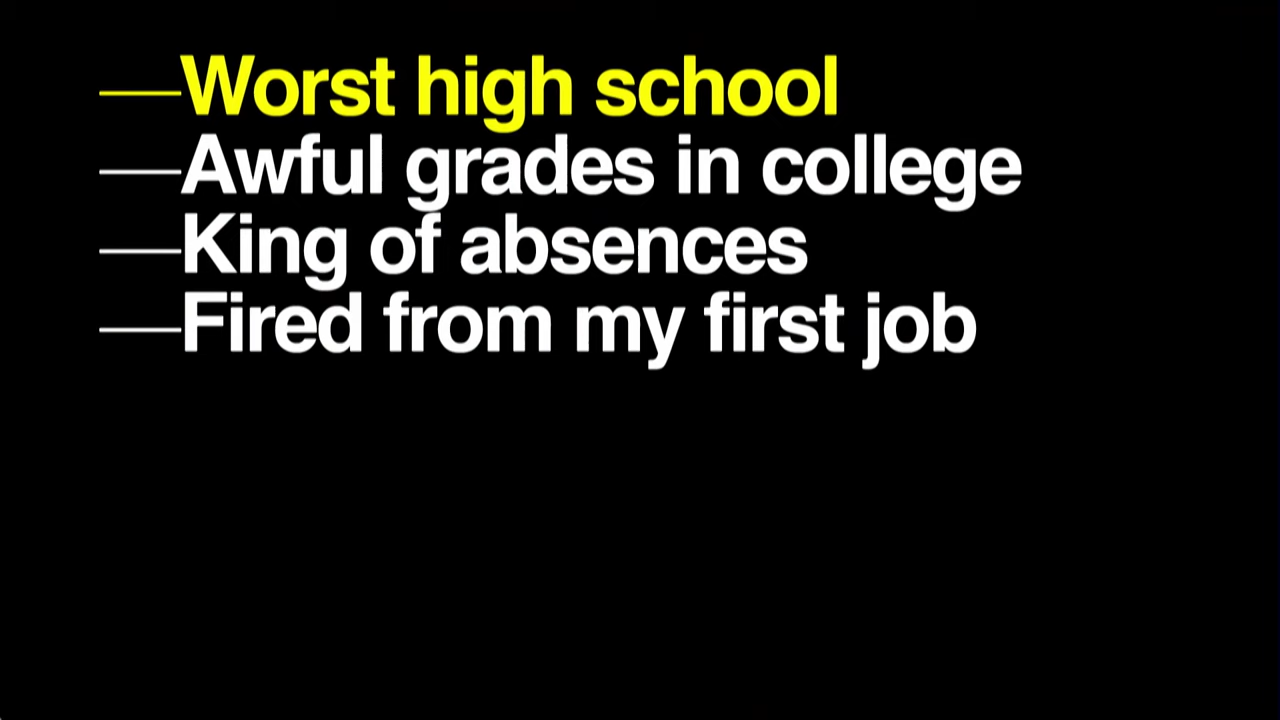 —Worst high school
—Awful grades in college
—King of absences
—Fired from my first job